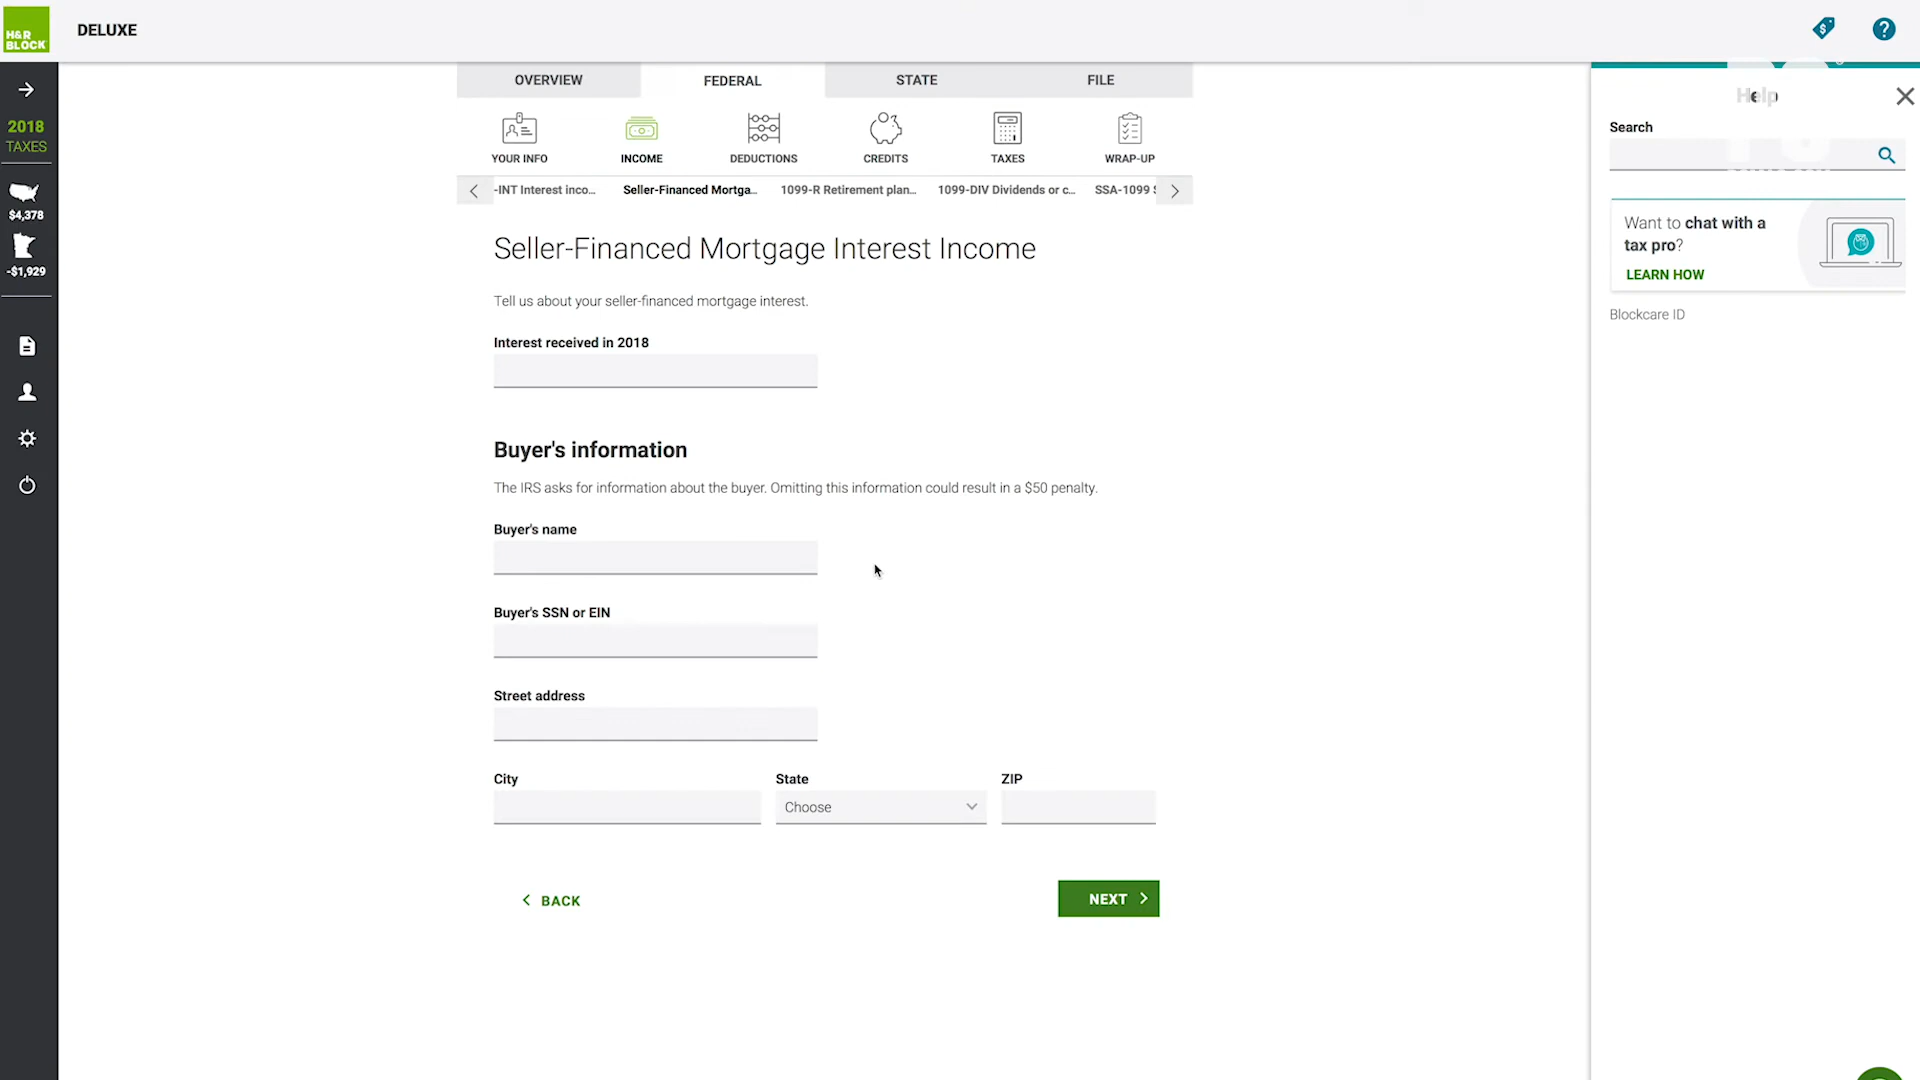 H&R
BLOCK
DELUXE
2018
TAXES
$4,378
-$1,929
OVERVIEW
FEDERAL
STATE
FILE
YOUR INFO
INCOME
DEDUCTIONS
CREDITS
TAXES
WRAP-UP
-INT Interest inco...
Seller-Financed Mortga...
1099-R Retirement plan...
1099-DIV Dividends or c...
SSA-1099
Seller-Financed Mortgage Interest Income
Tell us about your seller-financed mortgage interest.
Interest received in 2018
Buyer's information
The IRS asks for information about the buyer. Omitting this information could result in a $50 penalty.
Buyer's name
Buyer's SSN or EIN
Street address
City
State
ZIP
Choose
BACK
NEXT
Help
Search
Want to chat with a
tax pro?
LEARN HOW
Blockcare ID